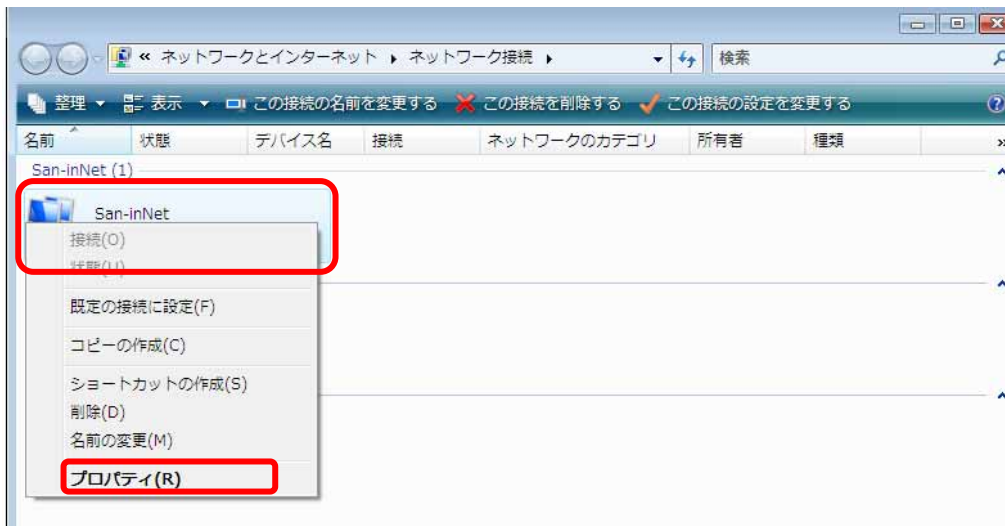 « ネットワークとインターネット ▸ ネットワーク接続 ▸ 検索
整理 ▼ 表示 ▼ この接続の名前を変更する この接続を削除する この接続の設定を変更する
名前 状態 デバイス名 接続 ネットワークのカテゴリ 所有者 種類 »
San-inNet (1)
San-inNet
接続(O)
状態(U)
既定の接続に設定(F)
コピーの作成(C)
ショートカットの作成(S)
削除(D)
名前の変更(M)
プロパティ(R)